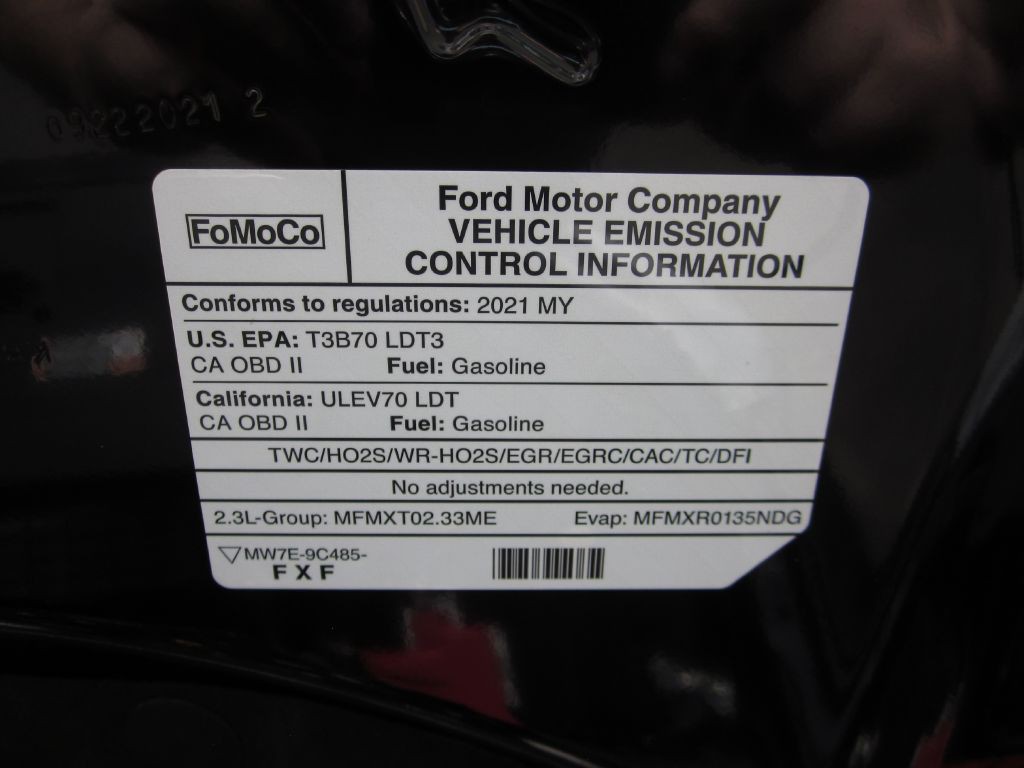 09222021 2
FoMoCo
Ford Motor Company
VEHICLE EMISSION
CONTROL INFORMATION
Conforms to regulations: 2021 MY
U.S. EPA: T3B70 LDT3
CA OBD II Fuel: Gasoline
California: ULEV70 LDT
CA OBD II Fuel: Gasoline
TWC/HO2S/WR-HO2S/EGR/EGRC/CAC/TC/DFI
No adjustments needed.
2.3L-Group: MFMXT02.33ME Evap: MFMXR0135NDG
MW7E-9C485-
F X F